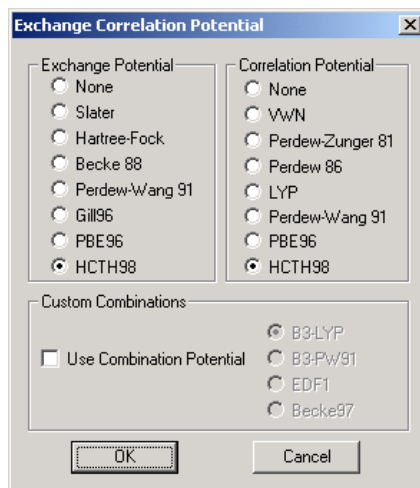 Exchange Correlation Potential
Exchange Potential
None
Slater
Hartree-Fock
Becke 88
Perdew-Wang 91
Gill96
PBE96
HCTH98
Correlation Potential
None
VWN
Perdew-Zunger 81
Perdew 86
LYP
Perdew-Wang 91
PBE96
HCTH98
Custom Combinations
Use Combination Potential
B3-LYP
B3-PW91
EDF1
Becke97
OK
Cancel